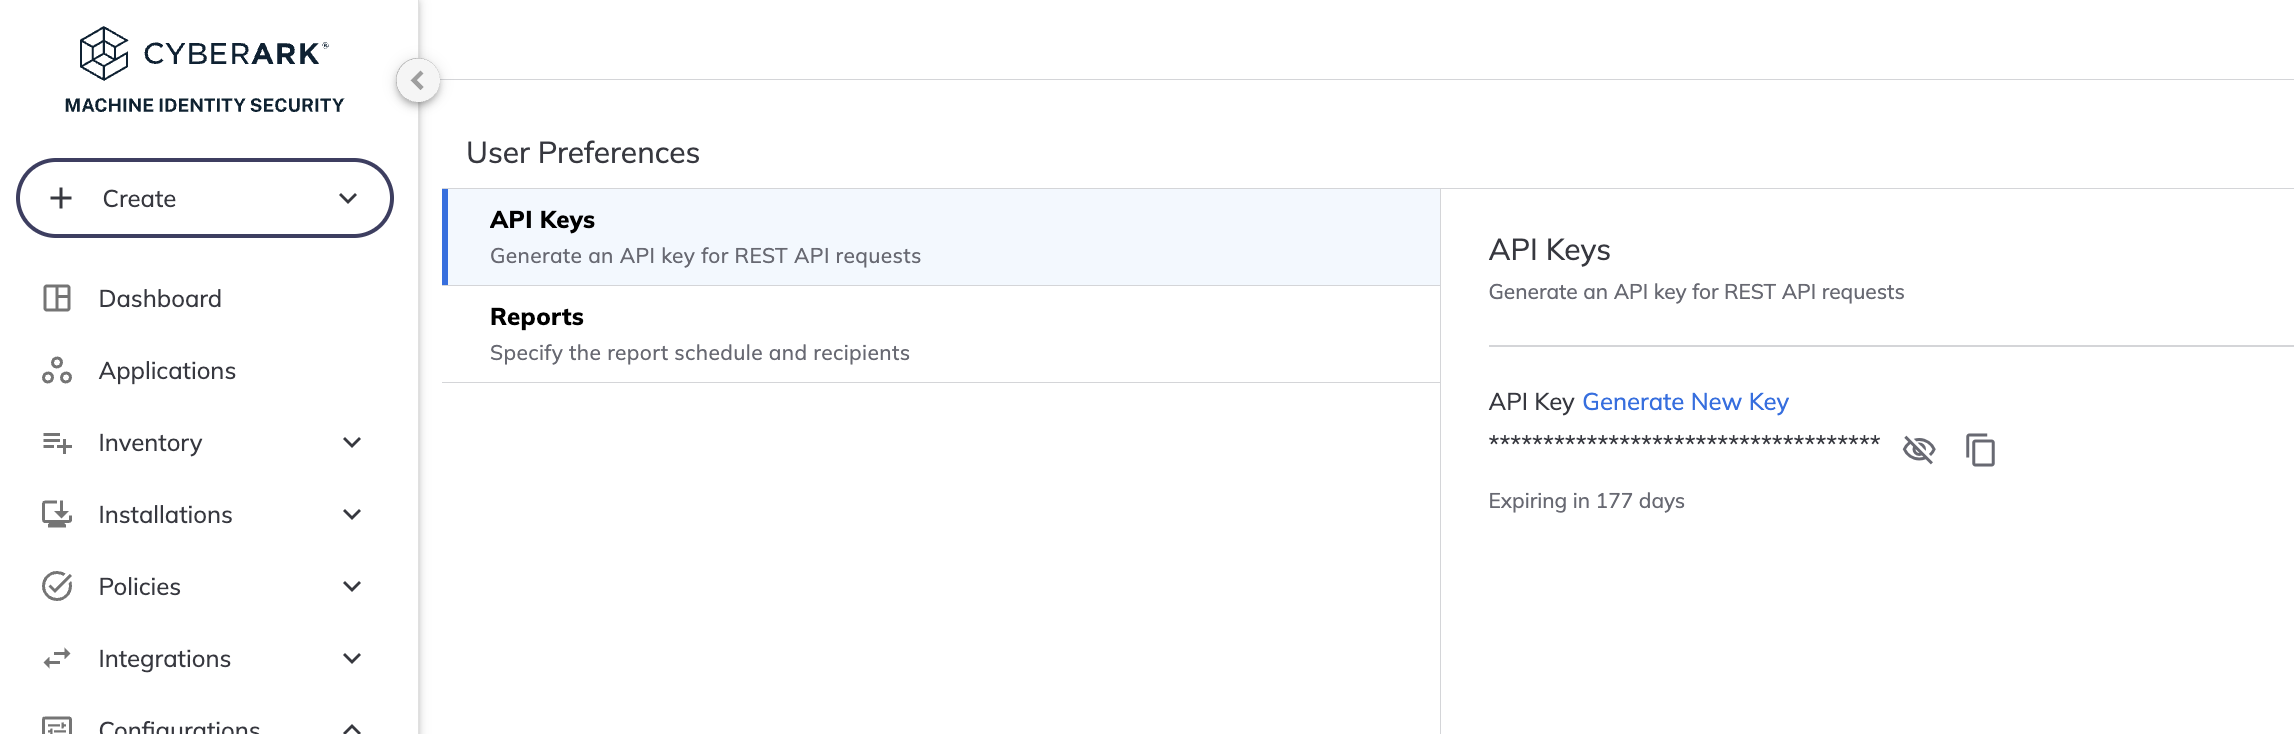 CYBERARK®
MACHINE IDENTITY SECURITY
Create
Dashboard
Applications
Inventory
Installations
Policies
Integrations
Configurations
User Preferences
API Keys
Generate an API key for REST API requests
Reports
Specify the report schedule and recipients
API Keys
Generate an API key for REST API requests
API Key Generate New Key
************************************
Expiring in 177 days